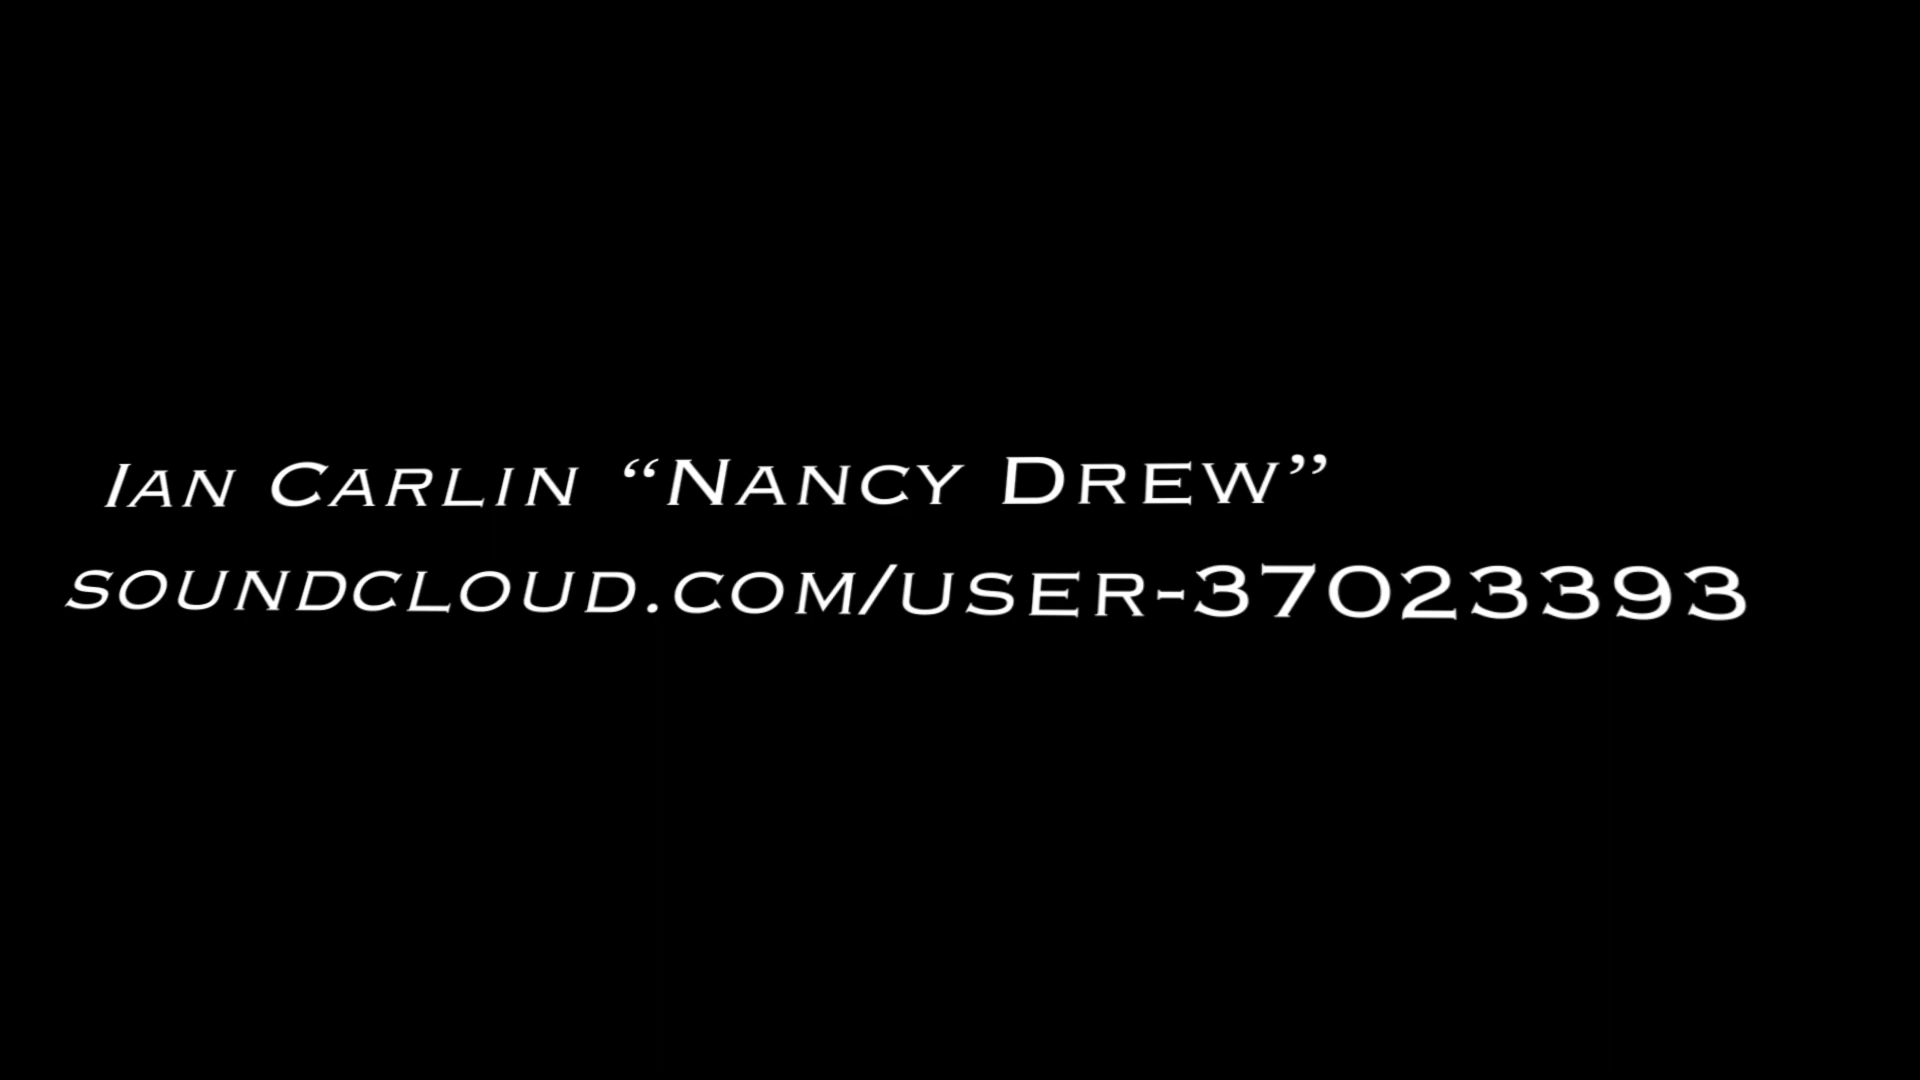 Ian Carlin “Nancy Drew”
soundcloud.com/user-37023393